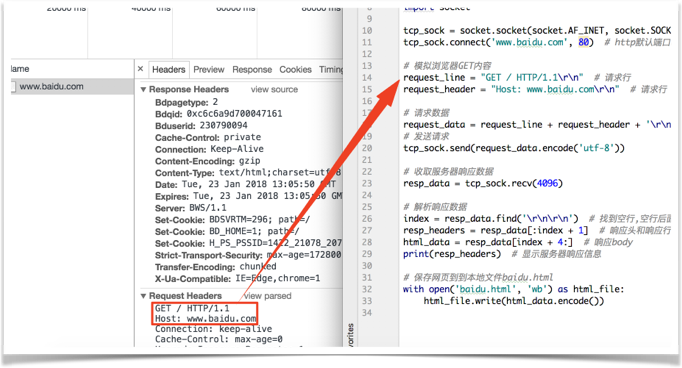 40000 ms
60000 ms
80000 ms
ame
www.baidu.com
× Headers Preview Response Cookies
▼ Response Headers view source
Bdpagetype: 2
Bdqid: 0xc6c6a9d700047161
Bduserid: 230790094
Cache-Control: private
Connection: Keep-Alive
Content-Encoding: gzip
Content-Type: text/html;charset=utf-8
Date: Tue, 23 Jan 2018 13:05:50 GMT
Expires: Tue, 23 Jan 2018 13:05:50 GMT
Server: BWS/1.1
Set-Cookie: BDSVRTM=296; path=/
Set-Cookie: BD_HOME=1; path=/
Set-Cookie: H_PS_PSSID=1422_21078_207
Strict-Transport-Security: max-age=172800
Transfer-Encoding: chunked
X-Ua-Compatible: IE=Edge,chrome=1
▼ Request Headers view parsed
GET / HTTP/1.1
Host: www.baidu.com
Connection: keep-alive
Cache-Control: max-age=0
8 import socket
9
10 tcp_sock = socket.socket(socket.AF_INET, socket.SOCK
11 tcp_sock.connect('www.baidu.com', 80) # http默认端口
12
13 # 模拟浏览器GET内容
14 request_line = "GET / HTTP/1.1\r\n" # 请求行
15 request_header = "Host: www.baidu.com\r\n" # 请求行
16
17 # 请求数据
18 request_data = request_line + request_header + '\r\n
19 # 发送请求
20 tcp_sock.send(request_data.encode('utf-8'))
21
22 # 收取服务器响应数据
23 resp_data = tcp_sock.recv(4096)
24
25 # 解析响应数据
26 index = resp_data.find('\r\n\r\n') # 找到空行,空行后面
27 resp_headers = resp_data[:index + 1] # 响应头和响应行
28 html_data = resp_data[index + 4:] # 响应body
29 print(resp_headers) # 显示服务器响应信息
30
31 # 保存网页到到本地文件baidu.html
32 with open('baidu.html', 'wb') as html_file:
33 html_file.write(html_data.encode())
34
vorites